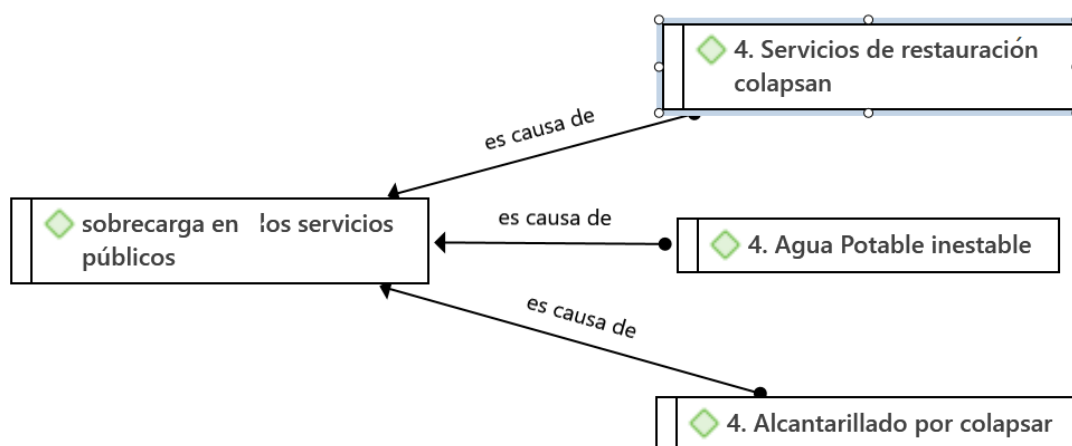 4. Servicios de restauración
colapsan
es causa de
sobrecarga en los servicios
públicos
es causa de
4. Agua Potable inestable
es causa de
4. Alcantarillado por colapsar